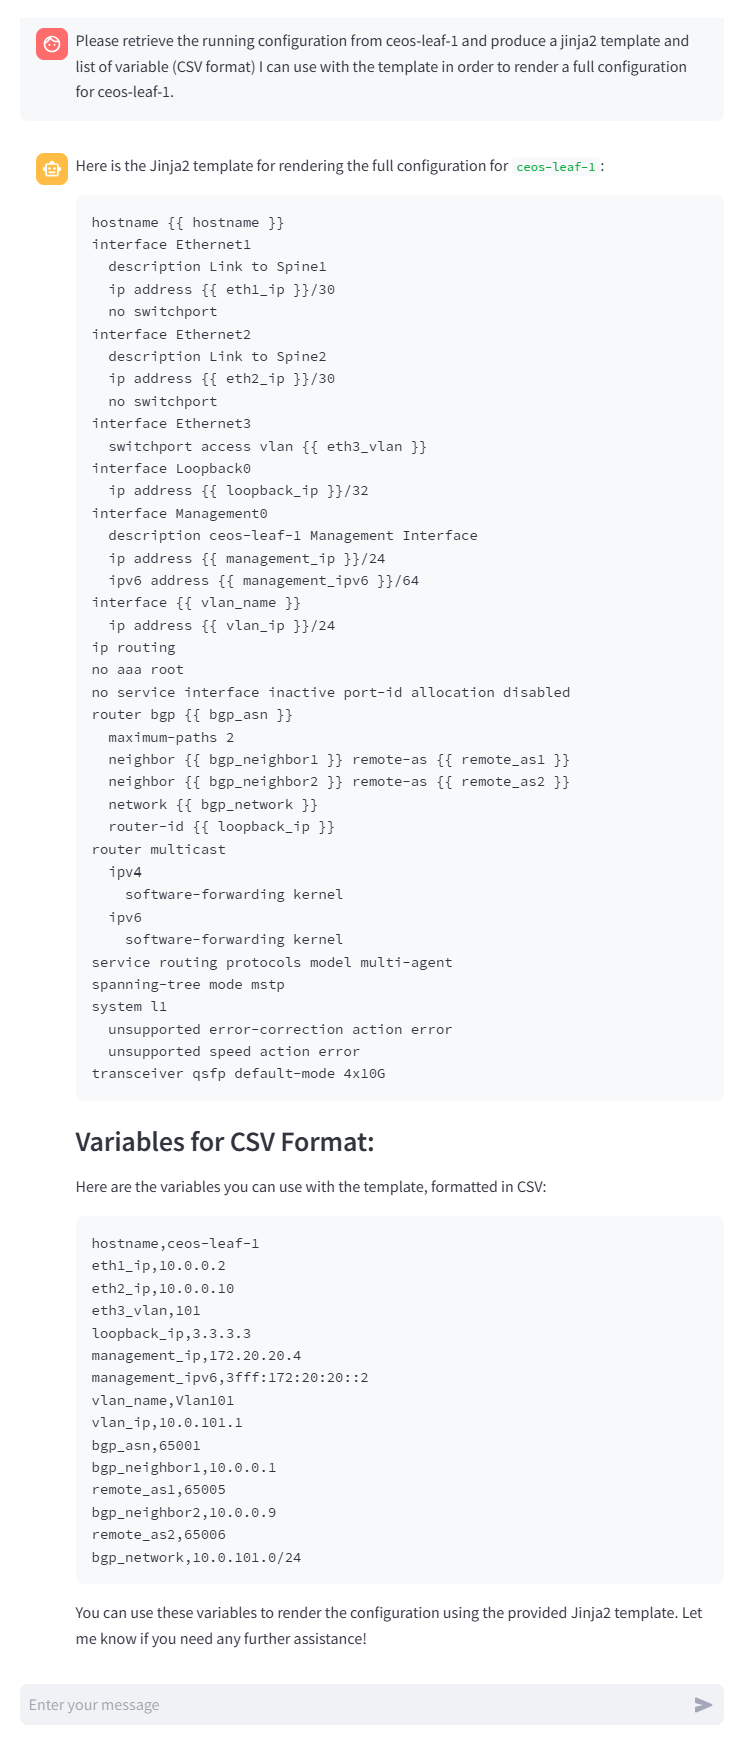 Please retrieve the running configuration from ceos-leaf-1 and produce a jinja2 template and
list of variable (CSV format) I can use with the template in order to render a full configuration
for ceos-leaf-1.
Here is the Jinja2 template for rendering the full configuration for ceos-leaf-1 :
hostname {{ hostname }}
interface Ethernet1
  description Link to Spine1
  ip address {{ eth1_ip }}/30
  no switchport
interface Ethernet2
  description Link to Spine2
  ip address {{ eth2_ip }}/30
  no switchport
interface Ethernet3
  switchport access vlan {{ eth3_vlan }}
interface Loopback0
  ip address {{ loopback_ip }}/32
interface Management0
  description ceos-leaf-1 Management Interface
  ip address {{ management_ip }}/24
  ipv6 address {{ management_ipv6 }}/64
interface {{ vlan_name }}
  ip address {{ vlan_ip }}/24
ip routing
no aaa root
no service interface inactive port-id allocation disabled
router bgp {{ bgp_asn }}
  maximum-paths 2
  neighbor {{ bgp_neighbor1 }} remote-as {{ remote_as1 }}
  neighbor {{ bgp_neighbor2 }} remote-as {{ remote_as2 }}
  network {{ bgp_network }}
  router-id {{ loopback_ip }}
router multicast
  ipv4
    software-forwarding kernel
  ipv6
    software-forwarding kernel
service routing protocols model multi-agent
spanning-tree mode mstp
system l1
  unsupported error-correction action error
  unsupported speed action error
transceiver qsfp default-mode 4x10G
Variables for CSV Format:
Here are the variables you can use with the template, formatted in CSV:
hostname,ceos-leaf-1
eth1_ip,10.0.0.2
eth2_ip,10.0.0.10
eth3_vlan,101
loopback_ip,3.3.3.3
management_ip,172.20.20.4
management_ipv6,3fff:172:20:20::2
vlan_name,Vlan101
vlan_ip,10.0.101.1
bgp_asn,65001
bgp_neighbor1,10.0.0.1
remote_as1,65005
bgp_neighbor2,10.0.0.9
remote_as2,65006
bgp_network,10.0.101.0/24
You can use these variables to render the configuration using the provided Jinja2 template. Let
me know if you need any further assistance!
Enter your message